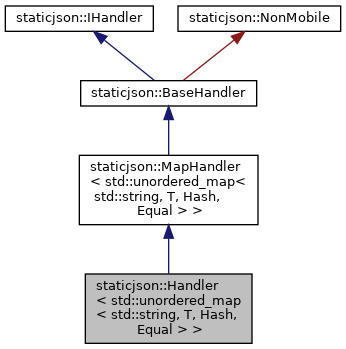 staticjson::IHandler
staticjson::NonMobile
staticjson::BaseHandler
staticjson::MapHandler
< std::unordered_map<
std::string, T, Hash,
Equal > >
staticjson::Handler
< std::unordered_map
< std::string, T, Hash,
Equal > >